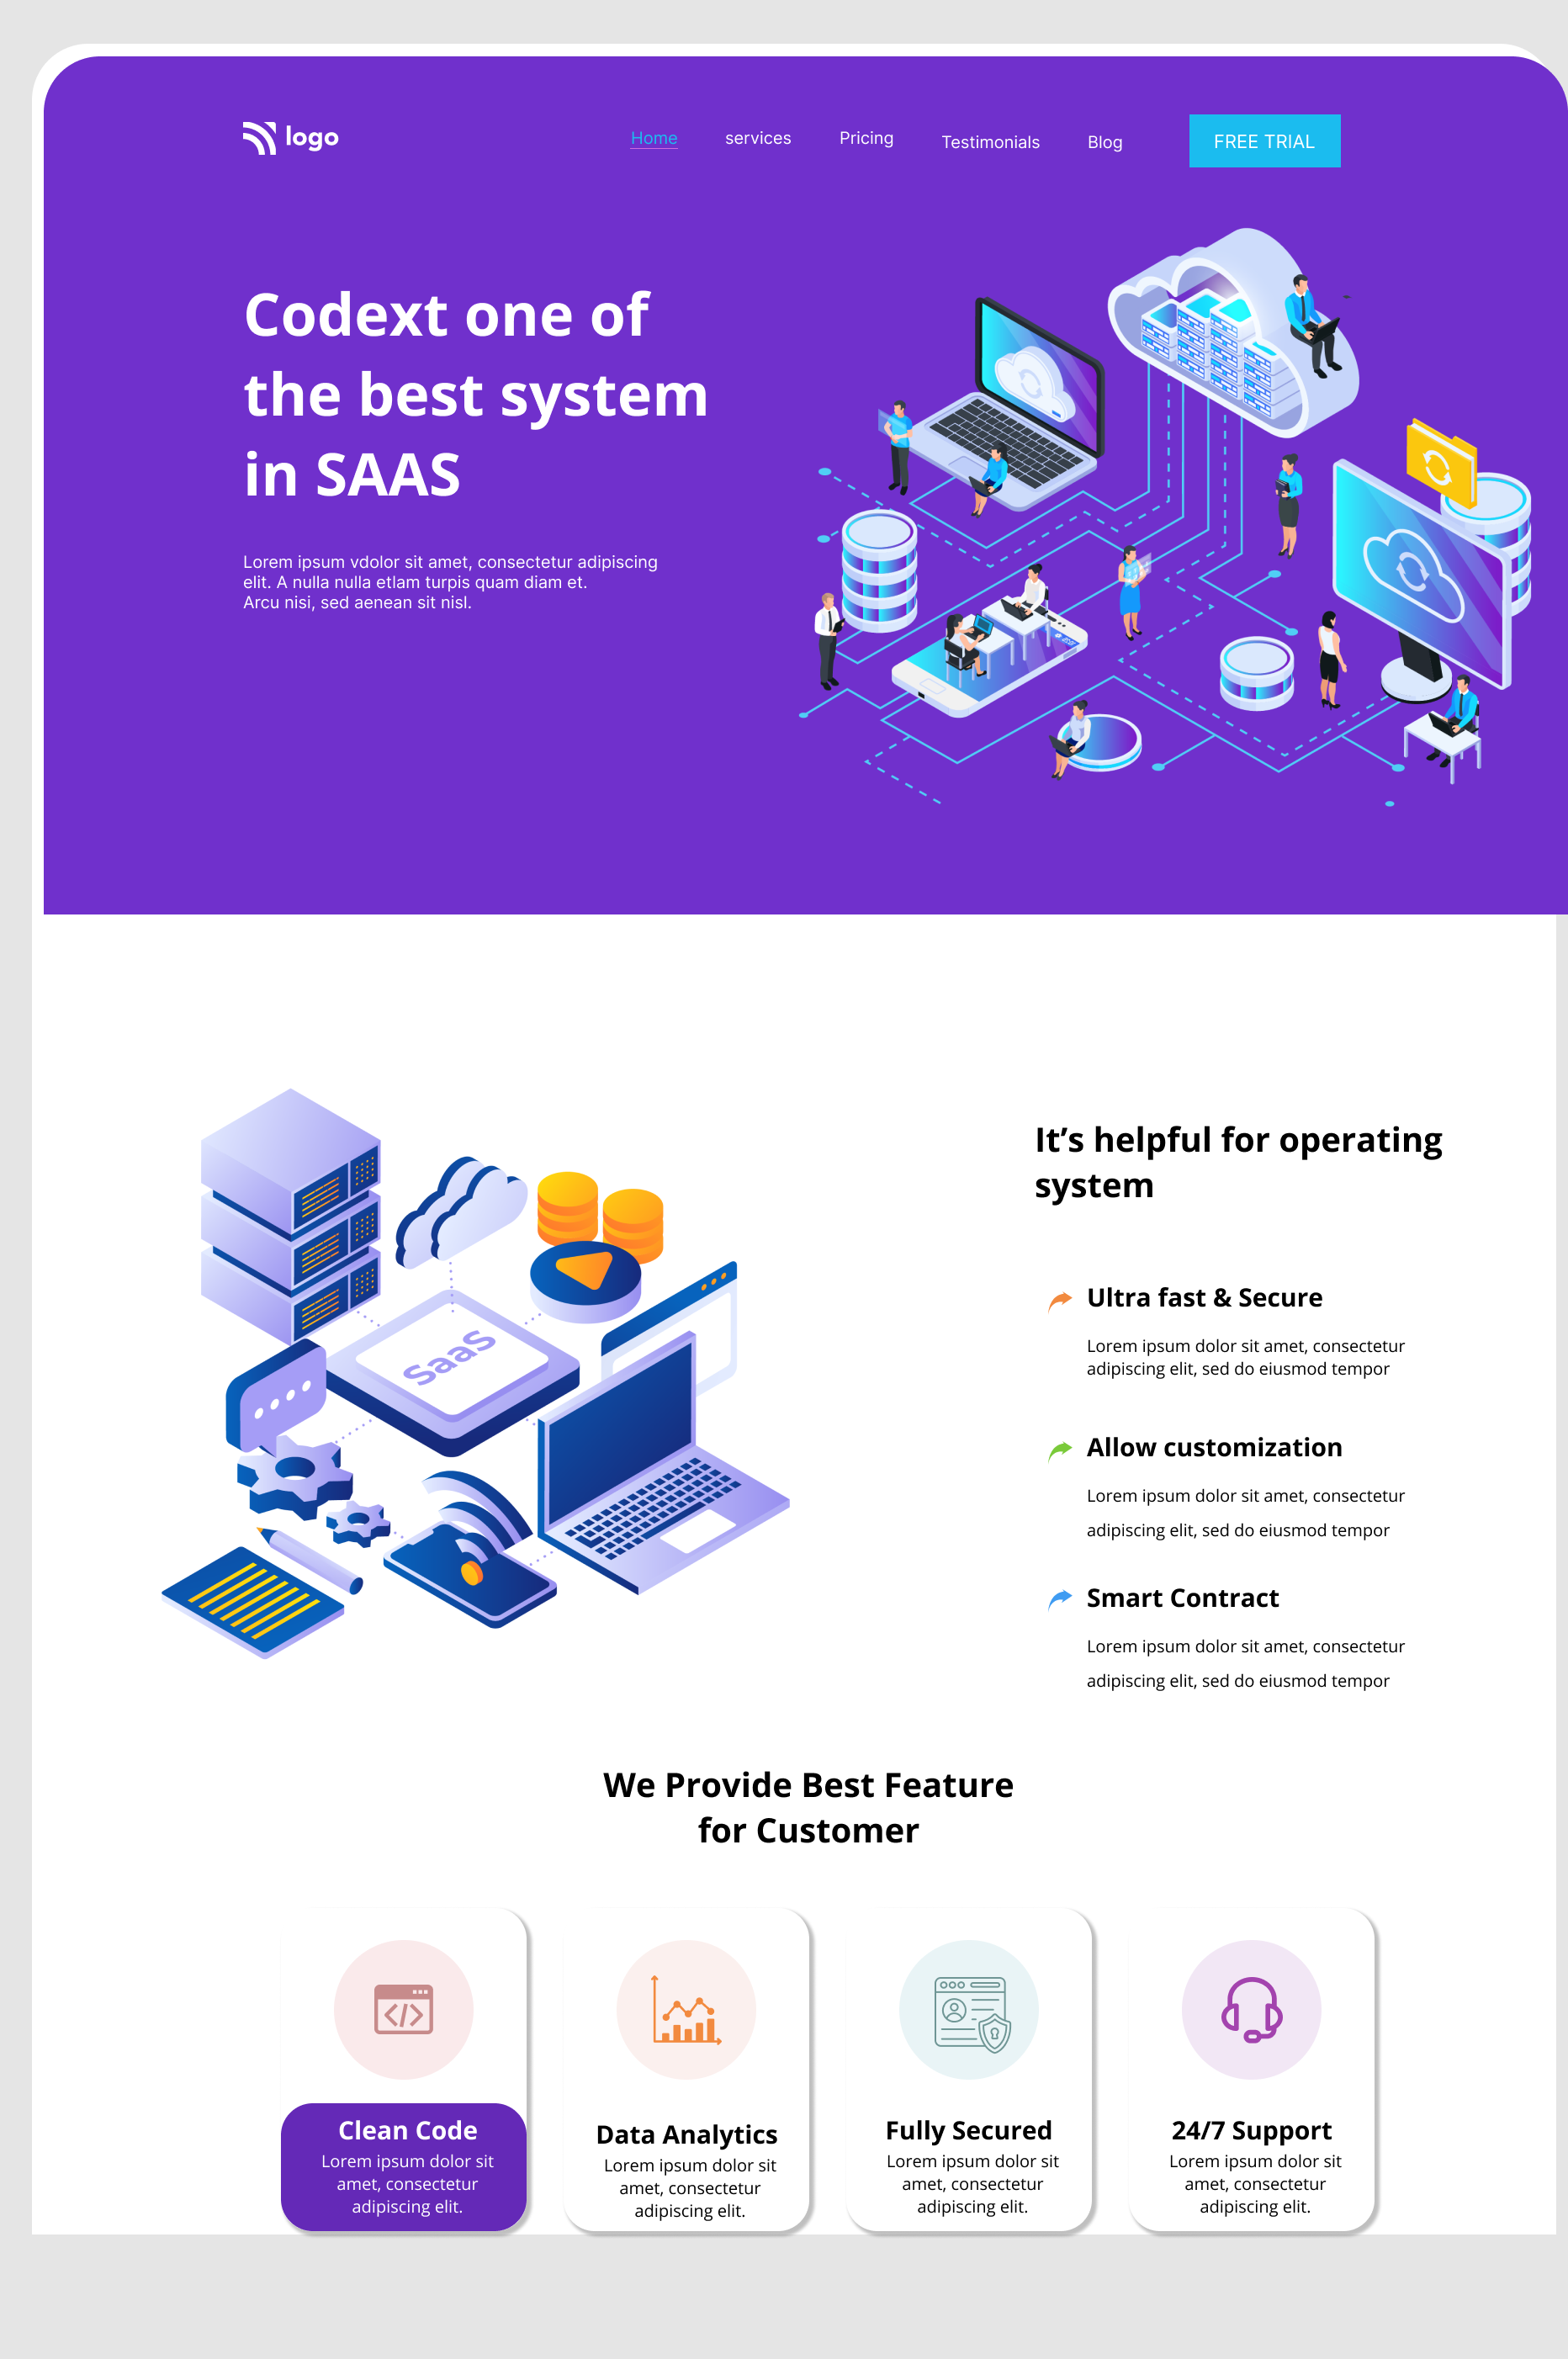 logo
Home services Pricing Testimonials Blog FREE TRIAL
Codext one of
the best system
in SAAS
Lorem ipsum vdolor sit amet, consectetur adipiscing
elit. A nulla nulla etlam turpis quam diam et.
Arcu nisi, sed aenean sit nisl.
SaaS
It’s helpful for operating
system
Ultra fast & Secure
Lorem ipsum dolor sit amet, consectetur
adipiscing elit, sed do eiusmod tempor
Allow customization
Lorem ipsum dolor sit amet, consectetur
adipiscing elit, sed do eiusmod tempor
Smart Contract
Lorem ipsum dolor sit amet, consectetur
adipiscing elit, sed do eiusmod tempor
We Provide Best Feature
for Customer
Clean Code
Lorem ipsum dolor sit
amet, consectetur
adipiscing elit.
Data Analytics
Lorem ipsum dolor sit
amet, consectetur
adipiscing elit.
Fully Secured
Lorem ipsum dolor sit
amet, consectetur
adipiscing elit.
24/7 Support
Lorem ipsum dolor sit
amet, consectetur
adipiscing elit.